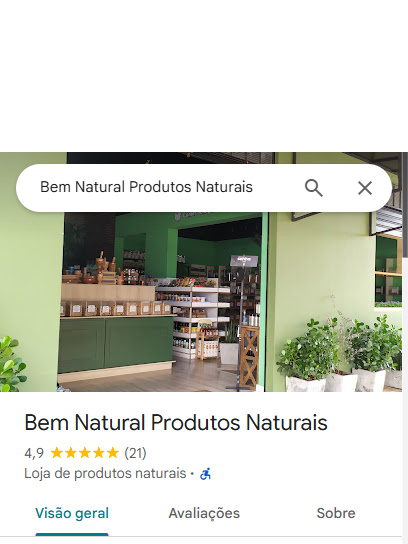 Bem Natural Produtos Naturais
Bem Natural Produtos Naturais
4,9 ★★★★★ (21)
Loja de produtos naturais ·
Visão geral
Avaliações
Sobre